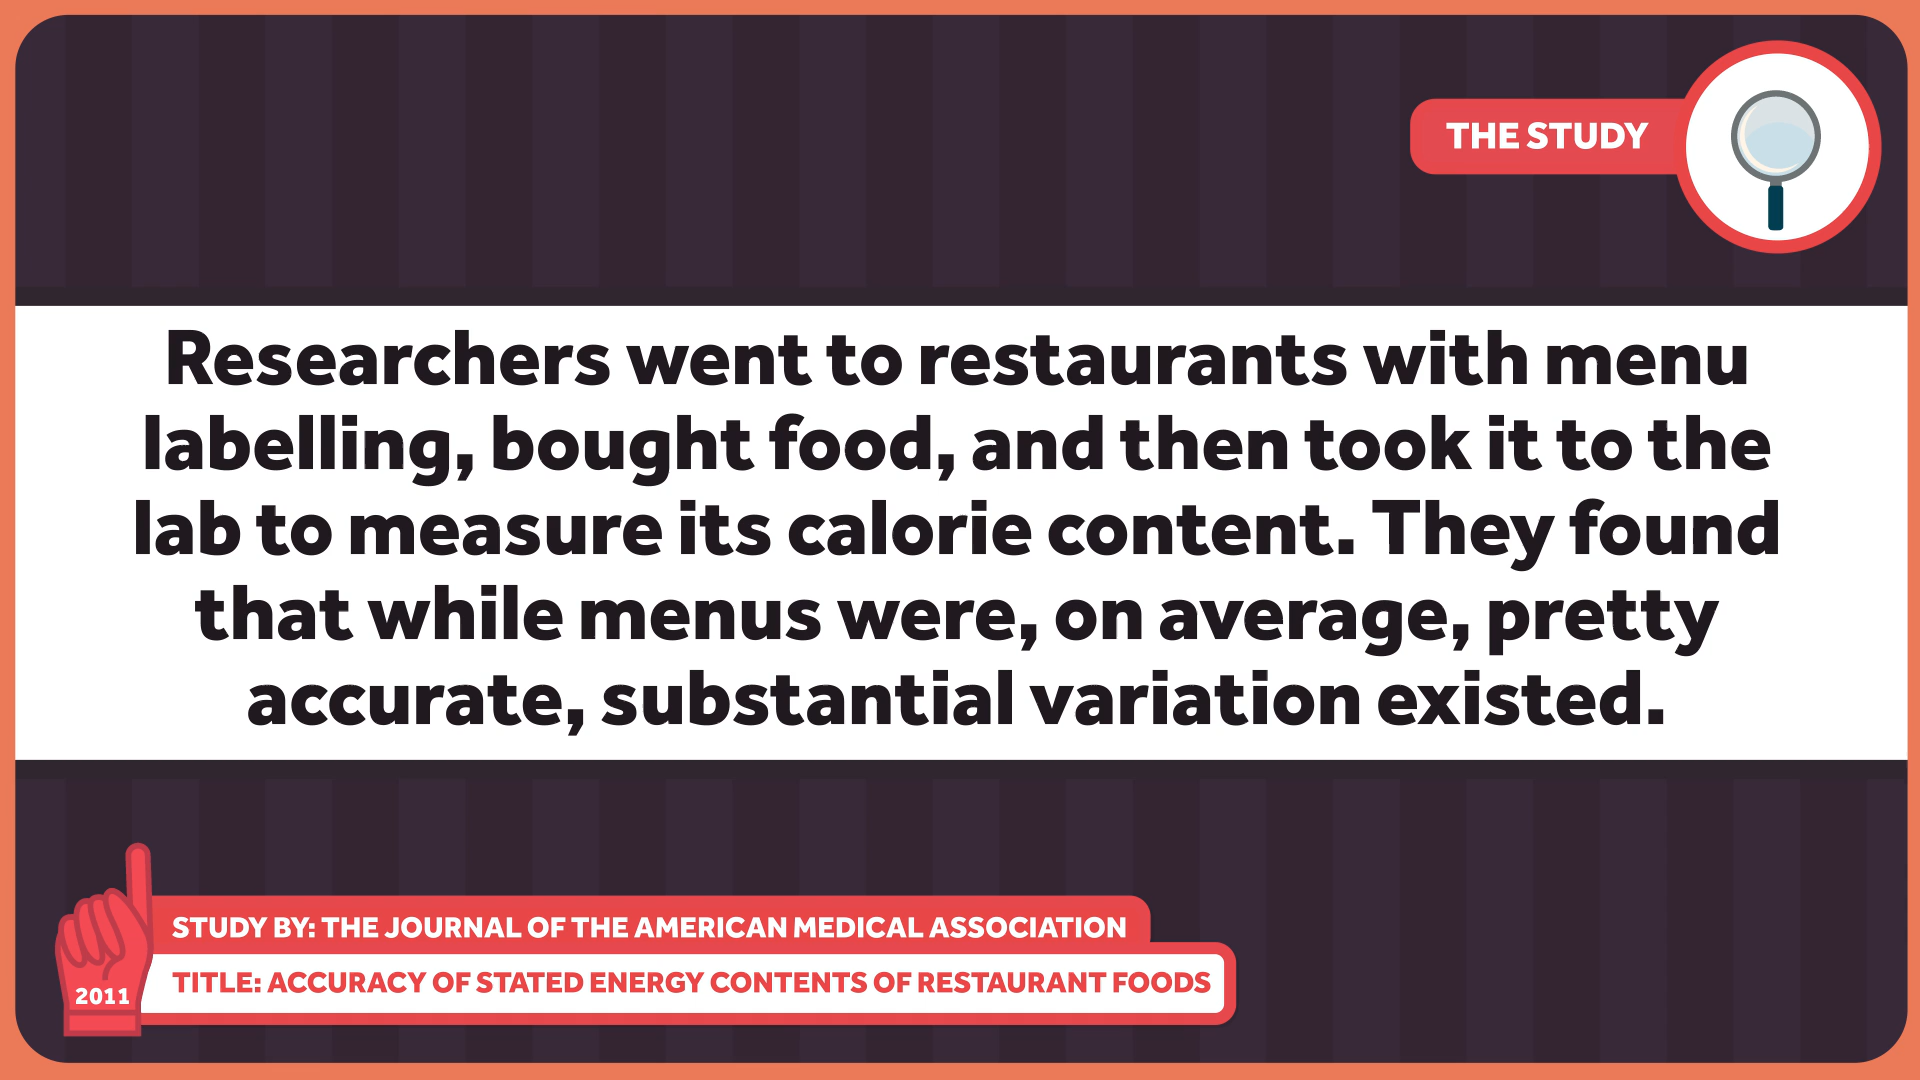 THE STUDY
Researchers went to restaurants with menu
labelling, bought food, and then took it to the
lab to measure its calorie content. They found
that while menus were, on average, pretty
accurate, substantial variation existed.
STUDY BY: THE JOURNAL OF THE AMERICAN MEDICAL ASSOCIATION
TITLE: ACCURACY OF STATED ENERGY CONTENTS OF RESTAURANT FOODS
2011